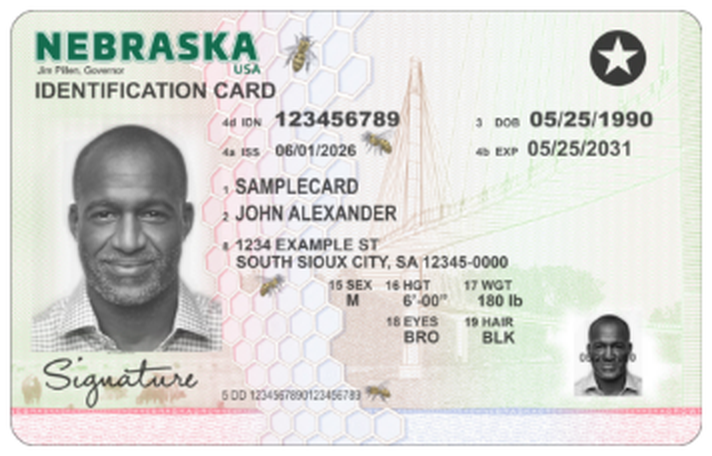 NEBRASKA
USA
Jim Pillen, Governor
IDENTIFICATION CARD
4d IDN 123456789
3 DOB 05/25/1990
4a ISS 06/01/2026
4b EXP 05/25/2031
1 SAMPLECARD
2 JOHN ALEXANDER
8 1234 EXAMPLE ST
SOUTH SIOUX CITY, SA 12345-0000
15 SEX 16 HGT 17 WGT
M 6'-00" 180 lb
18 EYES 19 HAIR
BRO BLK
Signature
5 DD 1234567890123456789